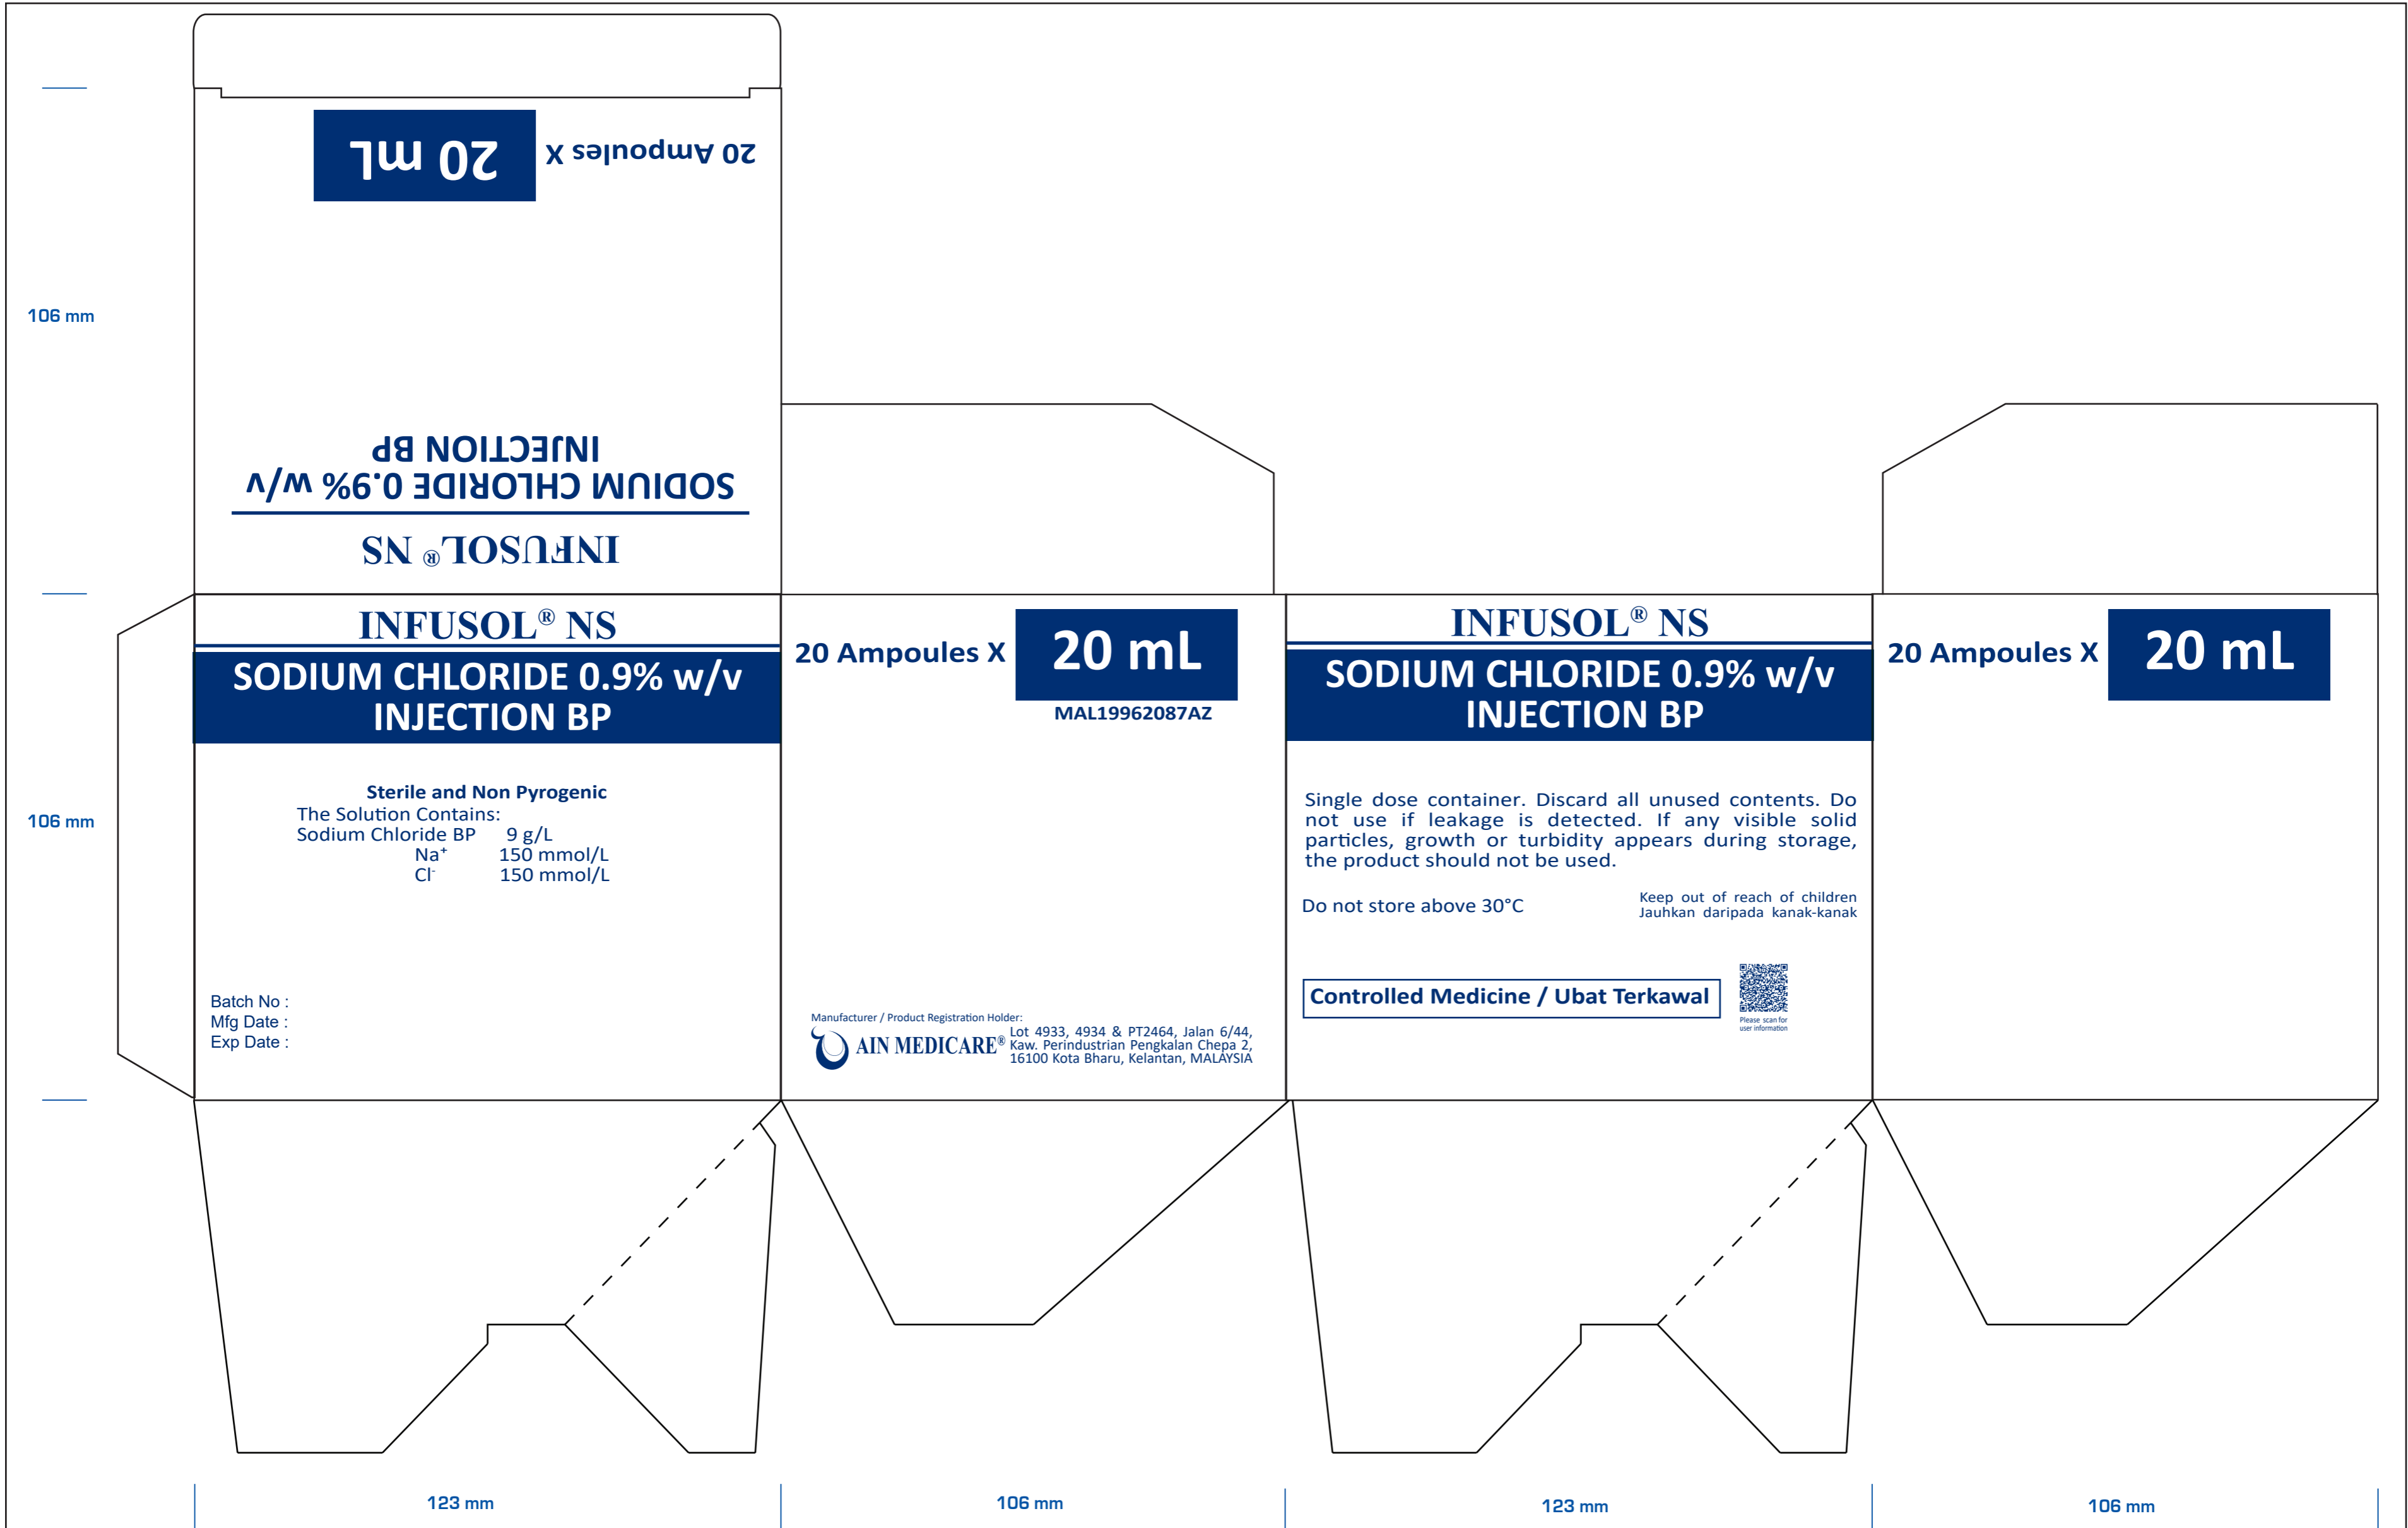 20 Ampoules X 20 mL
INFUSOL® NS
SODIUM CHLORIDE 0.9% w/v
INJECTION BP
106 mm
INFUSOL® NS
SODIUM CHLORIDE 0.9% w/v
INJECTION BP
Sterile and Non Pyrogenic
The Solution Contains:
Sodium Chloride BP 9 g/L
Na⁺ 150 mmol/L
Cl⁻ 150 mmol/L
Batch No :
Mfg Date :
Exp Date :
106 mm
20 Ampoules X 20 mL
MAL19962087AZ
Manufacturer / Product Registration Holder:
AIN MEDICARE®
Lot 4933, 4934 & PT2464, Jalan 6/44,
Kaw. Perindustrian Pengkalan Chepa 2,
16100 Kota Bharu, Kelantan, MALAYSIA
INFUSOL® NS
SODIUM CHLORIDE 0.9% w/v
INJECTION BP
Single dose container. Discard all unused contents. Do
not use if leakage is detected. If any visible solid
particles, growth or turbidity appears during storage,
the product should not be used.
Do not store above 30°C
Keep out of reach of children
Jauhkan daripada kanak-kanak
Controlled Medicine / Ubat Terkawal
Please scan for
user information
20 Ampoules X 20 mL
123 mm
106 mm
123 mm
106 mm